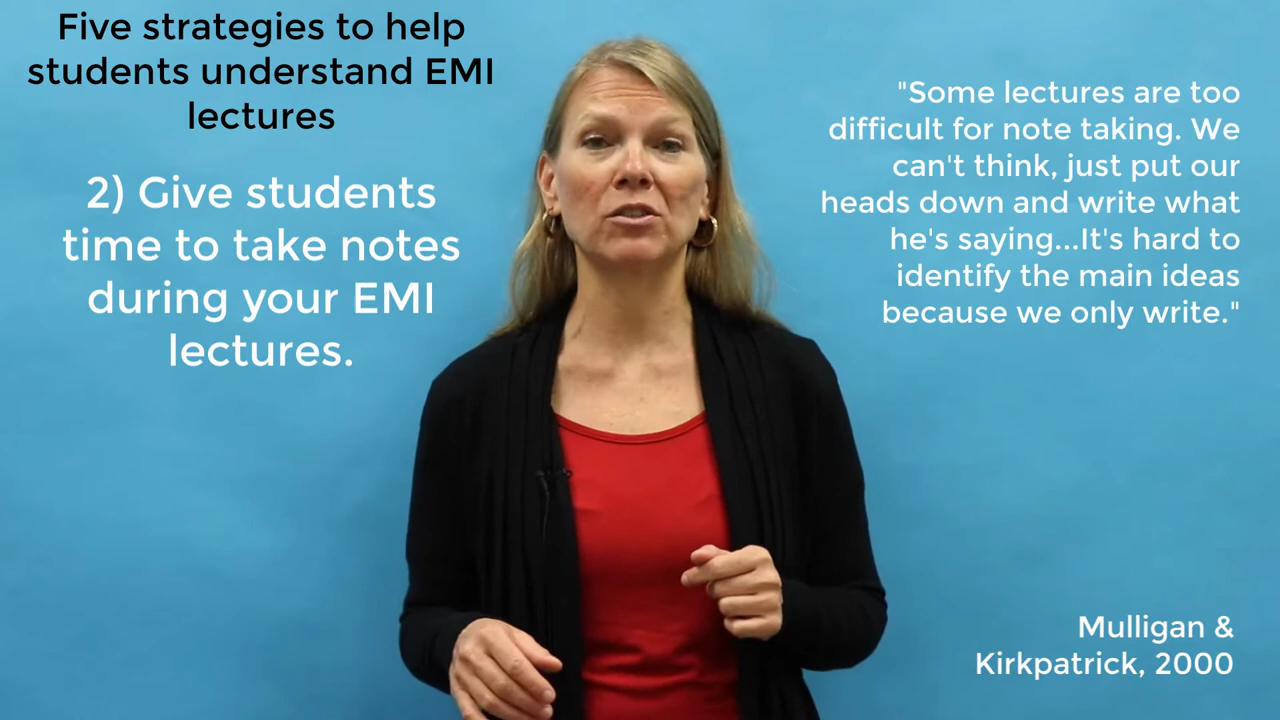 Five strategies to help
students understand EMI
lectures
2) Give students
time to take notes
during your EMI
lectures.
"Some lectures are too
difficult for note taking. We
can't think, just put our
heads down and write what
he's saying...It's hard to
identify the main ideas
because we only write."
Mulligan &
Kirkpatrick, 2000